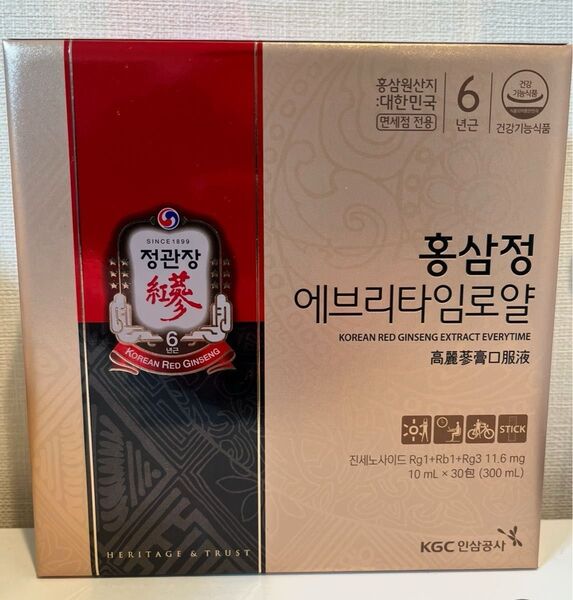 홍삼원산지
:대한민국
면세점 전용
6
년근
건강
기능식품
건강기능식품
SINCE 1899
정관장
紅蔘
6
년근
KOREAN RED GINSENG
홍삼정
에브리타임로얄
KOREAN RED GINSENG EXTRACT EVERYTIME
高麗蔘膏口服液
STICK
진세노사이드 Rg1+Rb1+Rg3 11.6 mg
10 mL × 30包 (300 mL)
HERITAGE & TRUST
KGC 인삼공사